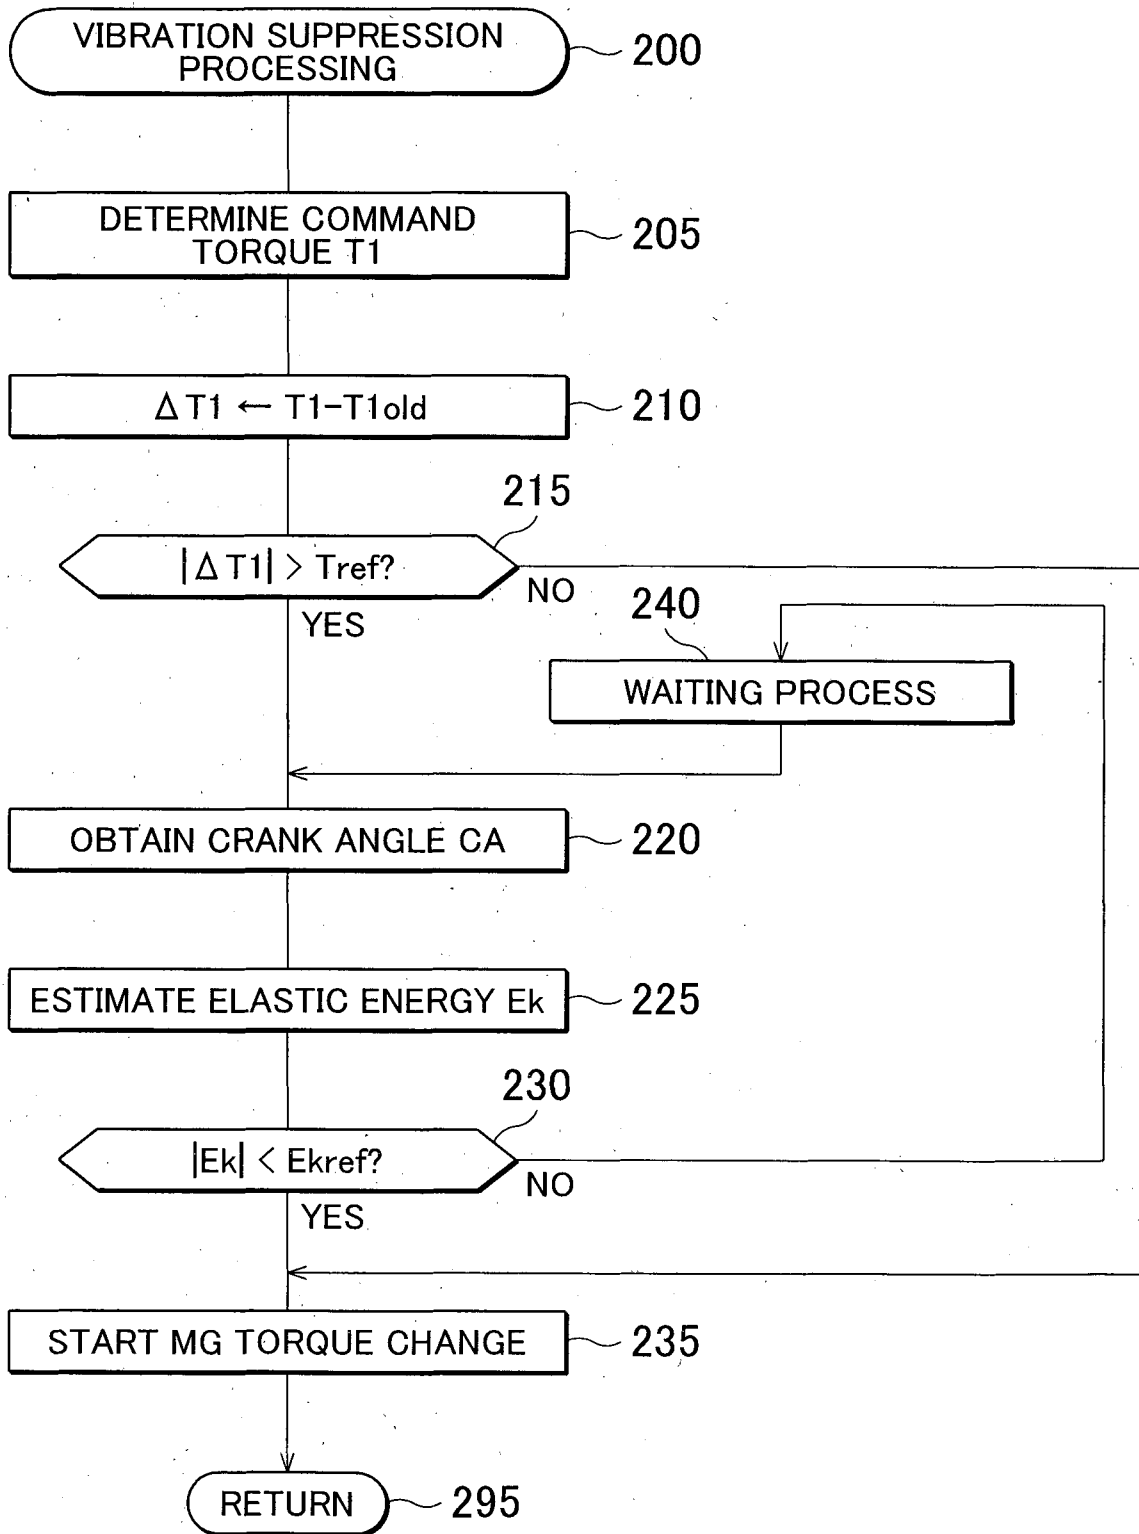 VIBRATION SUPPRESSION
PROCESSING
200
DETERMINE COMMAND
TORQUE T1
205
Δ T1 ← T1-T1old
210
215
|Δ T1| > Tref?
NO
YES
240
WAITING PROCESS
OBTAIN CRANK ANGLE CA
220
ESTIMATE ELASTIC ENERGY Ek
225
230
|Ek| < Ekref?
NO
YES
START MG TORQUE CHANGE
235
RETURN
295